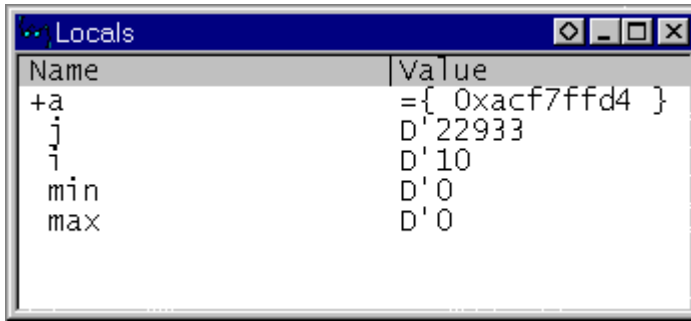 Locals
Name Value
+a ={ 0xacf7ffd4 }
j D'22933
i D'10
min D'0
max D'0